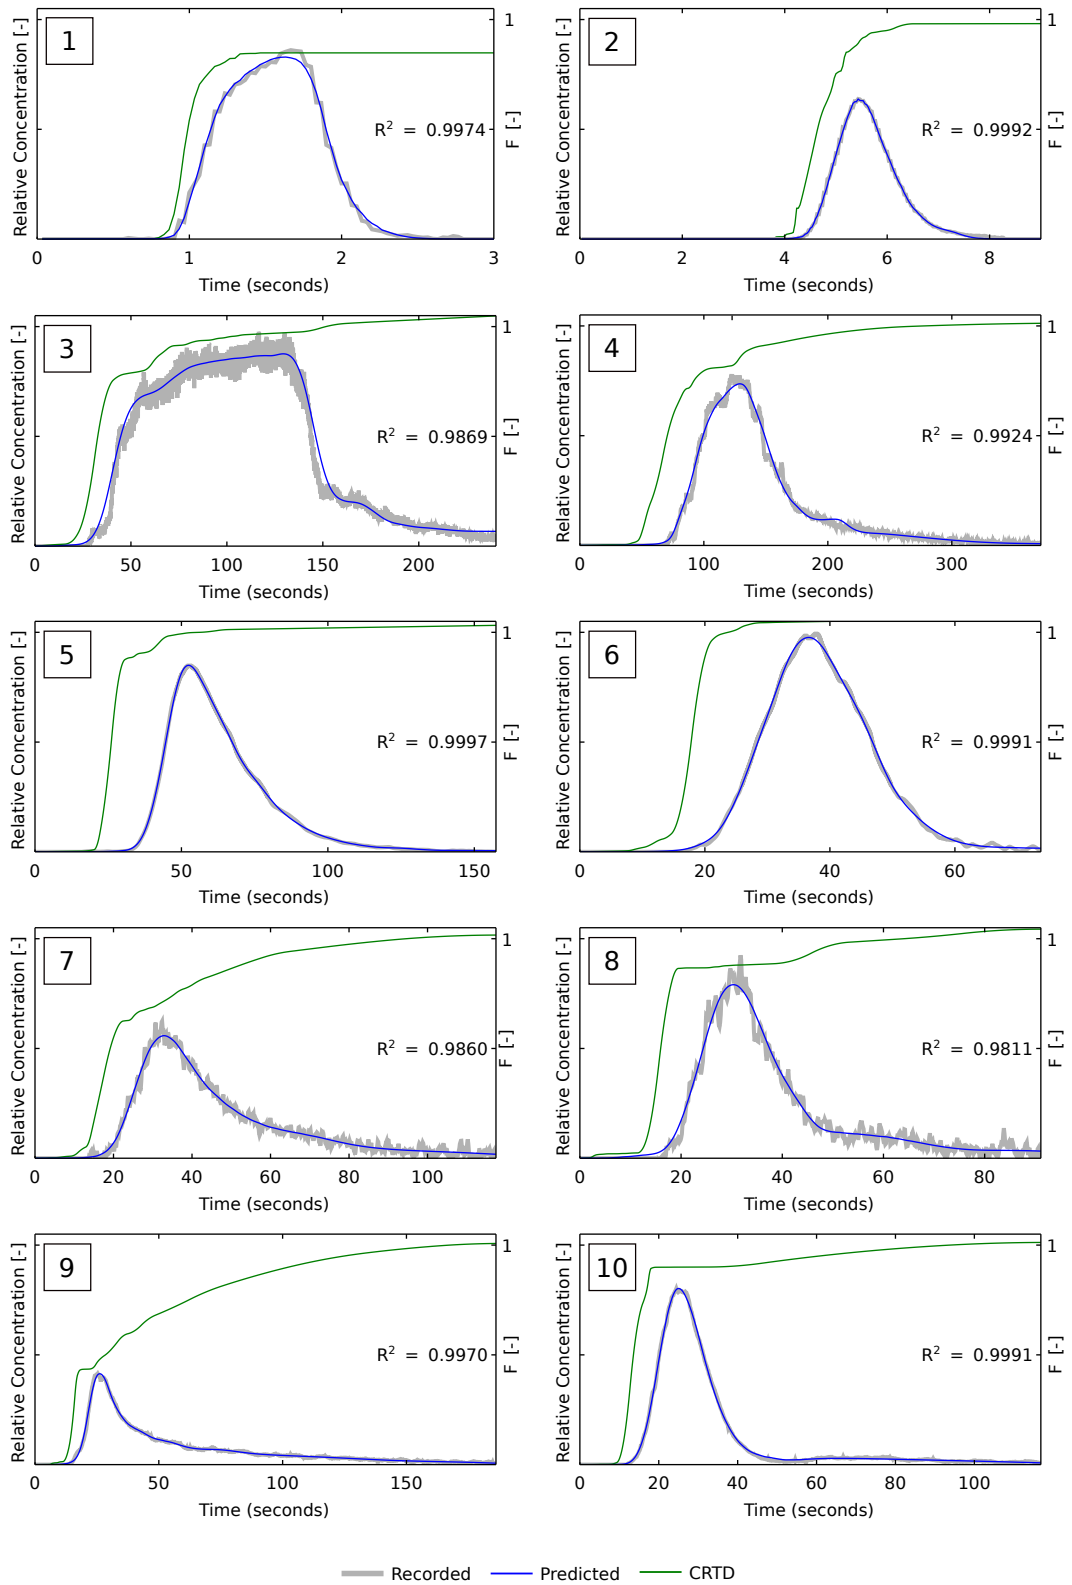 1
Relative Concentration [-]
R² = 0.9974
1
F [-]
0 1 2 3
Time (seconds)
2
Relative Concentration [-]
R² = 0.9992
1
F [-]
0 2 4 6 8
Time (seconds)
3
Relative Concentration [-]
R² = 0.9869
1
F [-]
0 50 100 150 200
Time (seconds)
4
Relative Concentration [-]
R² = 0.9924
1
F [-]
0 100 200 300
Time (seconds)
5
Relative Concentration [-]
R² = 0.9997
1
F [-]
0 50 100 150
Time (seconds)
6
Relative Concentration [-]
R² = 0.9991
1
F [-]
0 20 40 60
Time (seconds)
7
Relative Concentration [-]
R² = 0.9860
1
F [-]
0 20 40 60 80 100
Time (seconds)
8
Relative Concentration [-]
R² = 0.9811
1
F [-]
0 20 40 60 80
Time (seconds)
9
Relative Concentration [-]
R² = 0.9970
1
F [-]
0 50 100 150
Time (seconds)
10
Relative Concentration [-]
R² = 0.9991
1
F [-]
0 20 40 60 80 100
Time (seconds)
Recorded Predicted CRTD